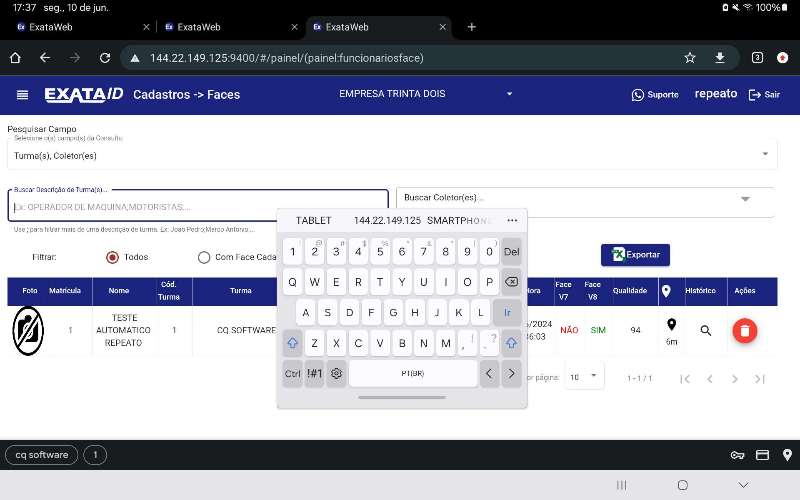 17:37 seg., 10 de jun. 100%
ExataWeb ExataWeb ExataWeb
144.22.149.125:9400/#/painel/(painel:funcionariosface) 3
EXATAID Cadastros -> Faces EMPRESA TRINTA DOIS Suporte repeato Sair
Pesquisar Campo
Selecione o(s) campo(s) da Consulta
Turma(s), Coletor(es)
Buscar Descrição de Turma(s)...
Ex: OPERADOR DE MAQUINA;MOTORISTAS;...
Buscar Coletor(es)...
Use ; para filtrar mais de uma descrição de turma. Ex: João Pedro;Marco Antonio...
Filtrar: Todos Com Face Cada
Exportar
TABLET 144.22.149.125 SMARTPHONE ...
1 2 3 4 5 6 7 8 9 0 Del
Q W E R T Y U I O P
A S D F G H J K L Ir
Z X C V B N M , ! . ?
Ctrl !#1 PT(BR)
Foto Matricula Nome Cód. Turma Turma Hora Face V7 Face V8 Qualidade Histórico Ações
1 TESTE AUTOMATICO REPEATO 1 CQ SOFTWARE 6/2024 36:03 NÃO SIM 94 6m
or página: 10 1 - 1 / 1
cq software 1